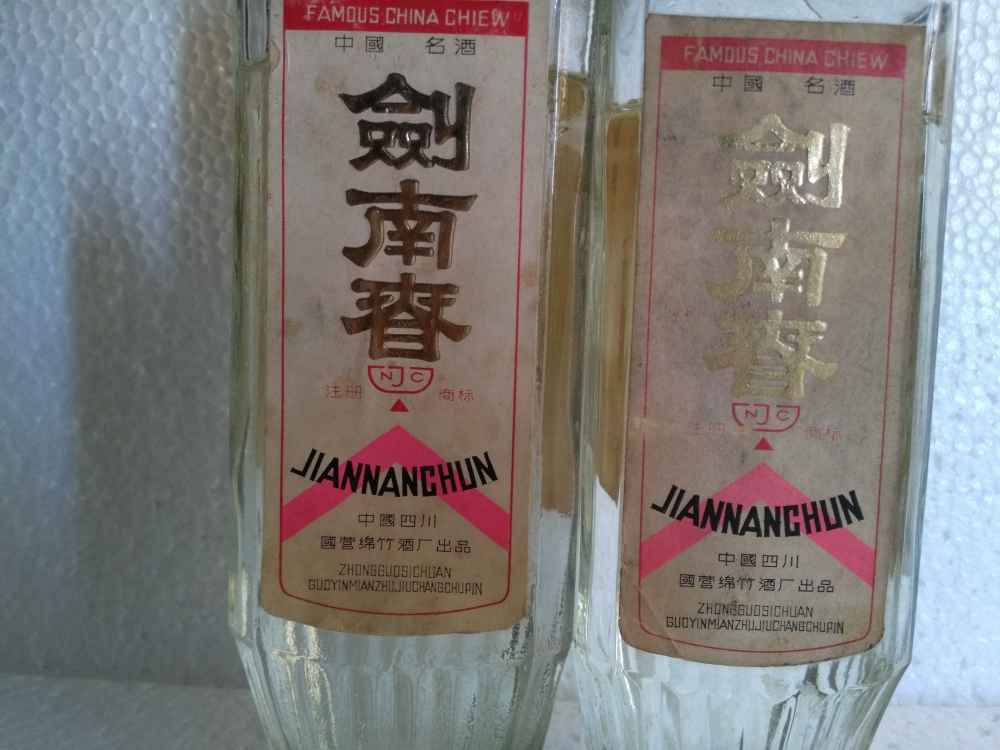 FAMOUS CHINA CHIEW
中國 名酒
劍南春
NJC
注册 商标
JIANNANCHUN
中國四川
國营绵竹酒厂出品
ZHONGGUOSICHUAN
GUOYINMIANZHUJIUCHANGCHUPIN
FAMOUS CHINA CHIEW
中國 名酒
劍南春
NJC
注册 商标
JIANNANCHUN
中國四川
國营绵竹酒厂出品
ZHONGGUOSICHUAN
GUOYINMIANZHUJIUCHANGCHUPIN